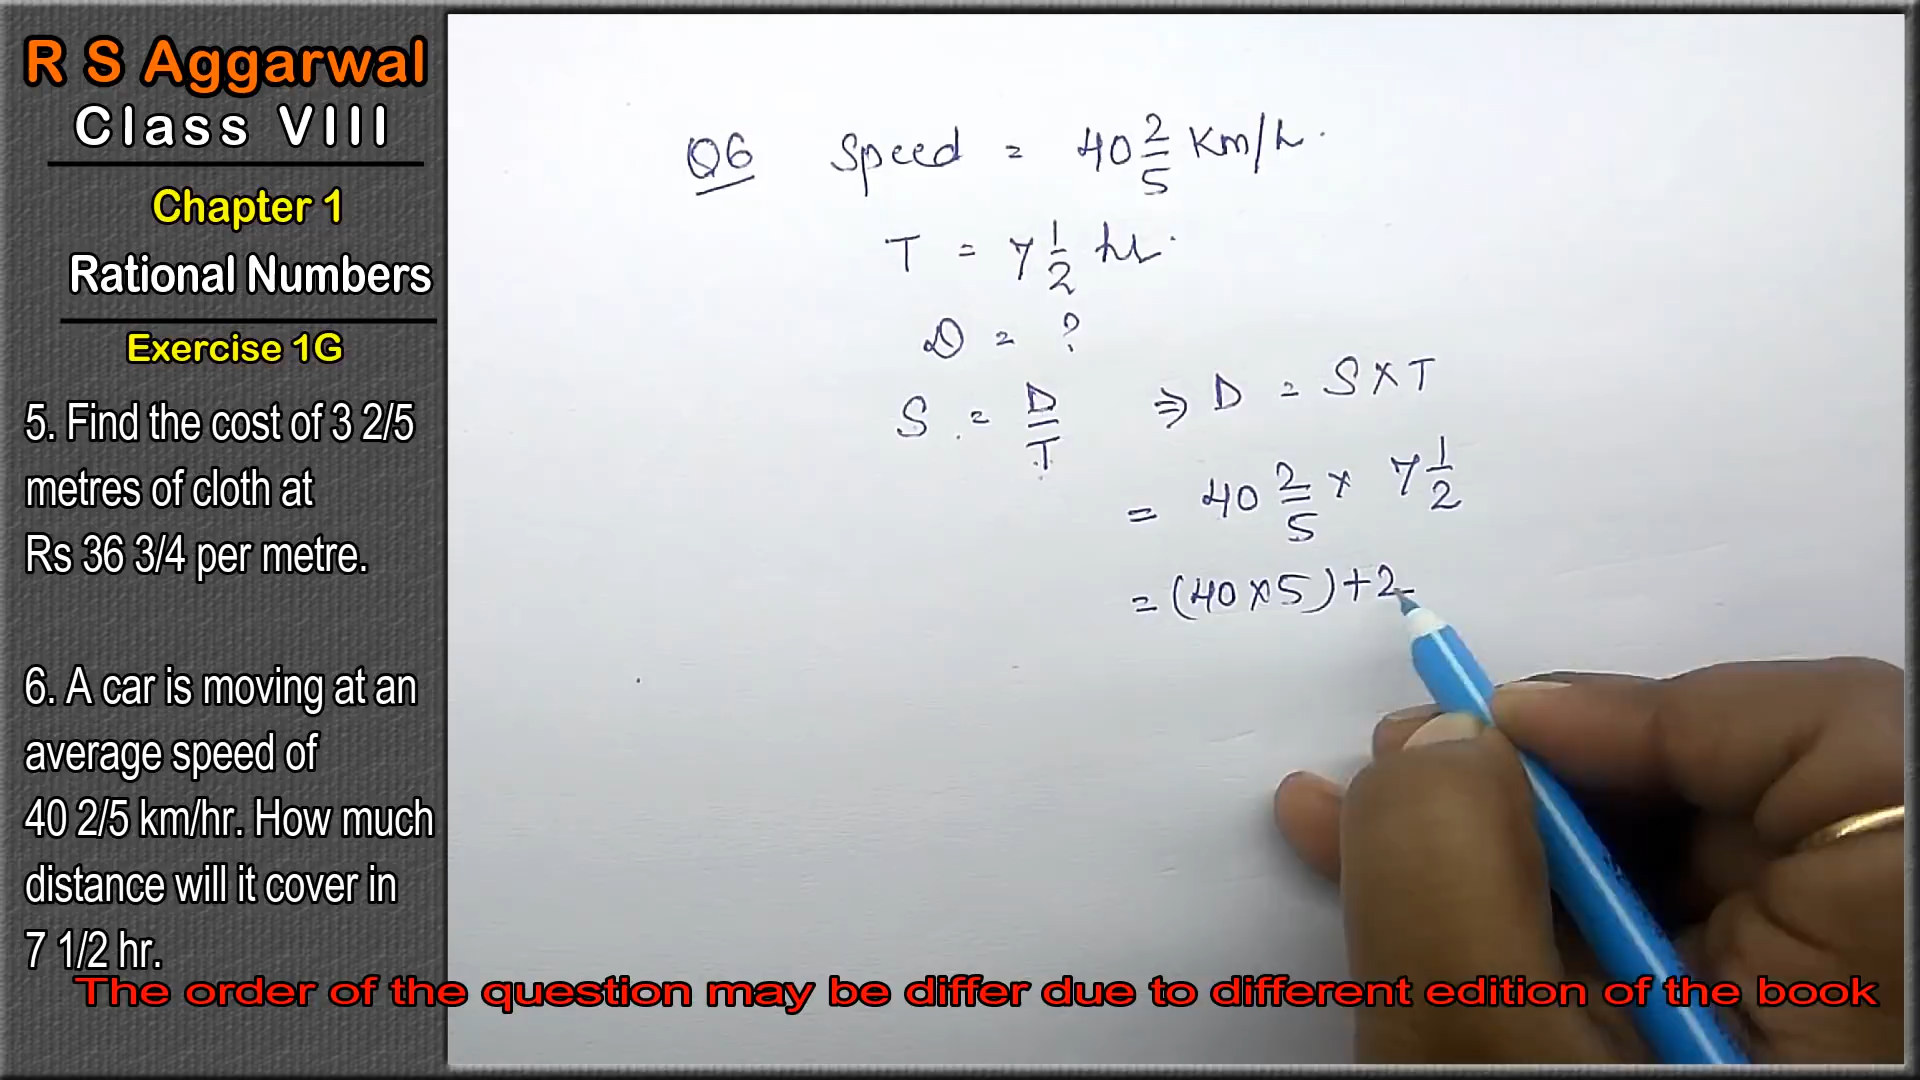 R S Aggarwal
Class VIII
Chapter 1
Rational Numbers
Exercise 1G
5. Find the cost of 3 2/5
metres of cloth at
Rs 36 3/4 per metre.
6. A car is moving at an
average speed of
40 2/5 km/hr. How much
distance will it cover in
7 1/2 hr.
Q6 Speed = 40 2/5 Km/h.
T = 7 1/2 hr.
D = ?
S = D/T ⇒ D = S×T
= 40 2/5 × 7 1/2
= (40×5)+2
The order of the question may be differ due to different edition of the book